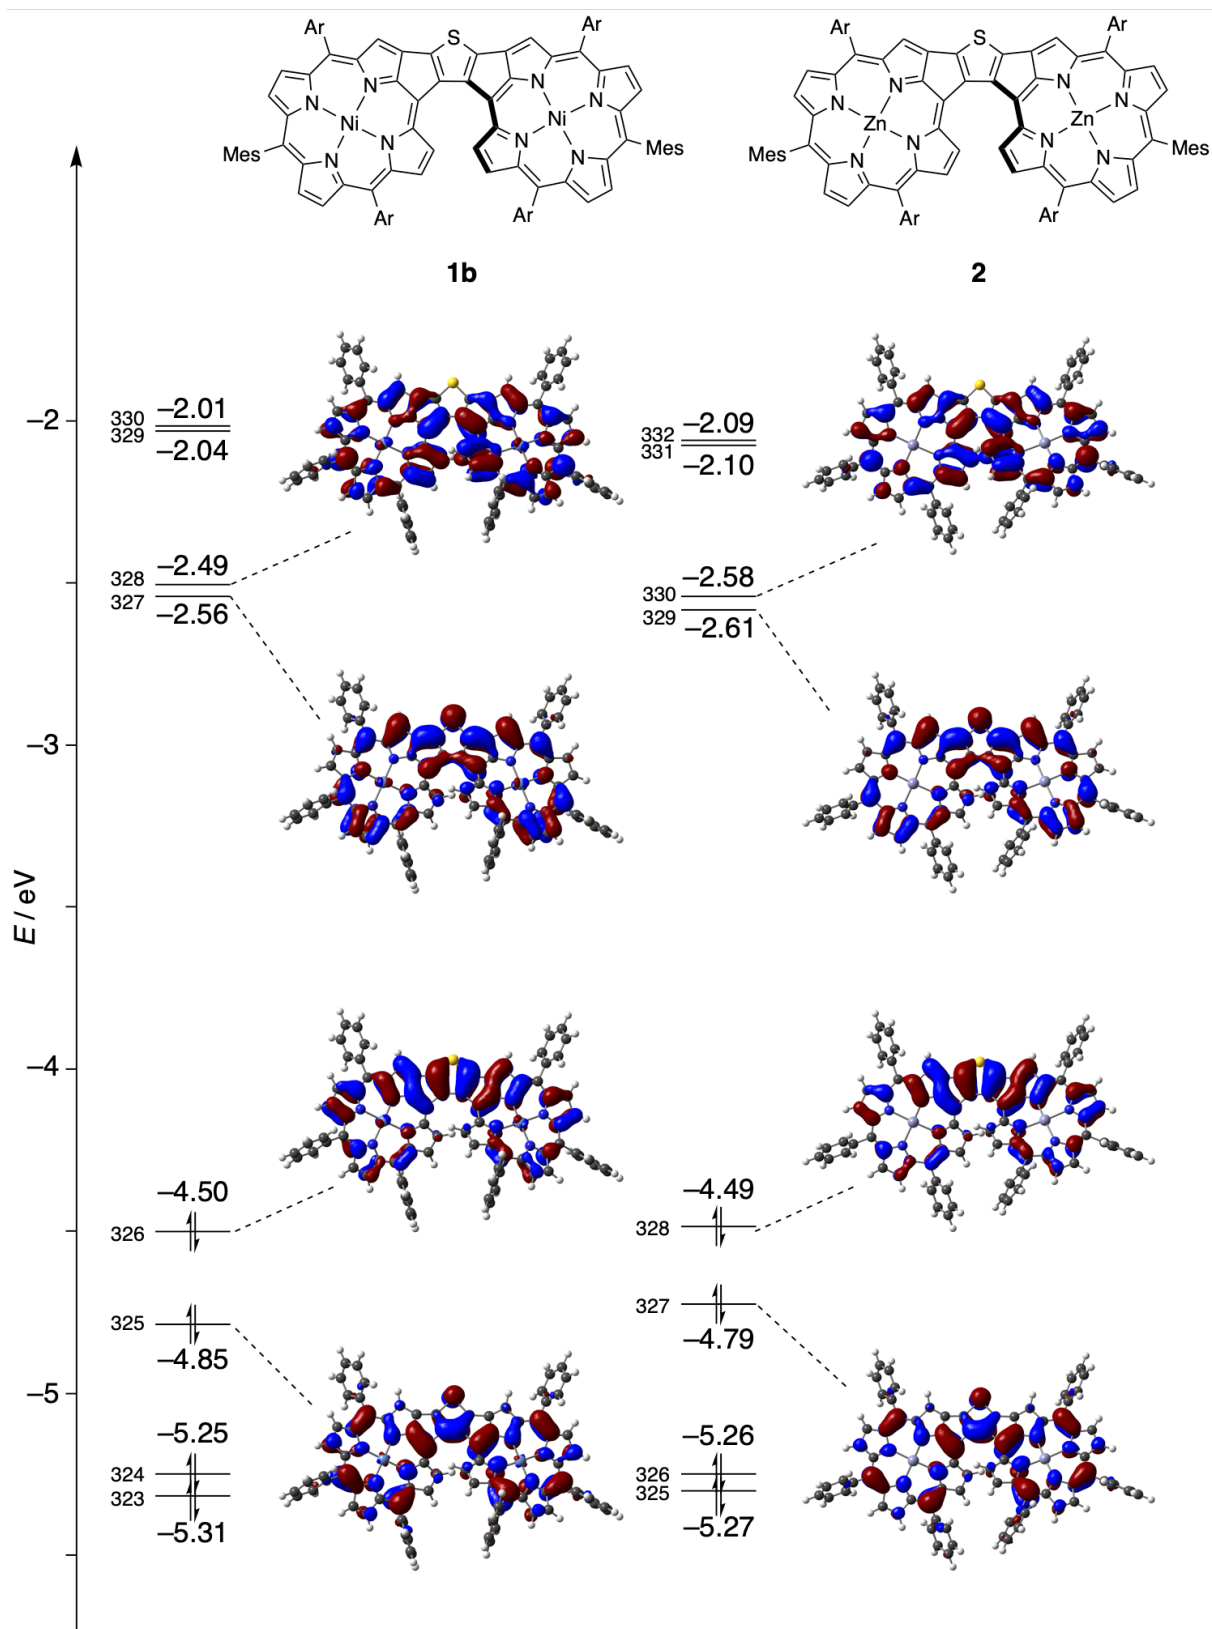 Ar
S
Ar
N
N
N
N
Ni
Ni
N
N
N
N
Mes
Mes
Ar
Ar
1b
Ar
S
Ar
N
N
N
N
Zn
Zn
N
N
N
N
Mes
Mes
Ar
Ar
2
E / eV
–2
–3
–4
–5
330
–2.01
329
–2.04
328
–2.49
327
–2.56
–4.50
326
325
–4.85
–5.25
324
323
–5.31
332
–2.09
331
–2.10
–2.58
330
329
–2.61
–4.49
328
327
–4.79
–5.26
326
325
–5.27